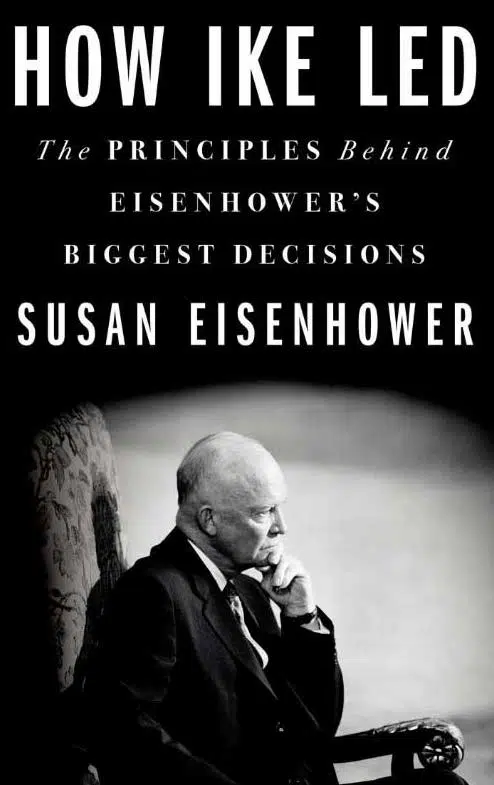 HOW IKE LED
The PRINCIPLES Behind
EISENHOWER'S
BIGGEST DECISIONS
SUSAN EISENHOWER